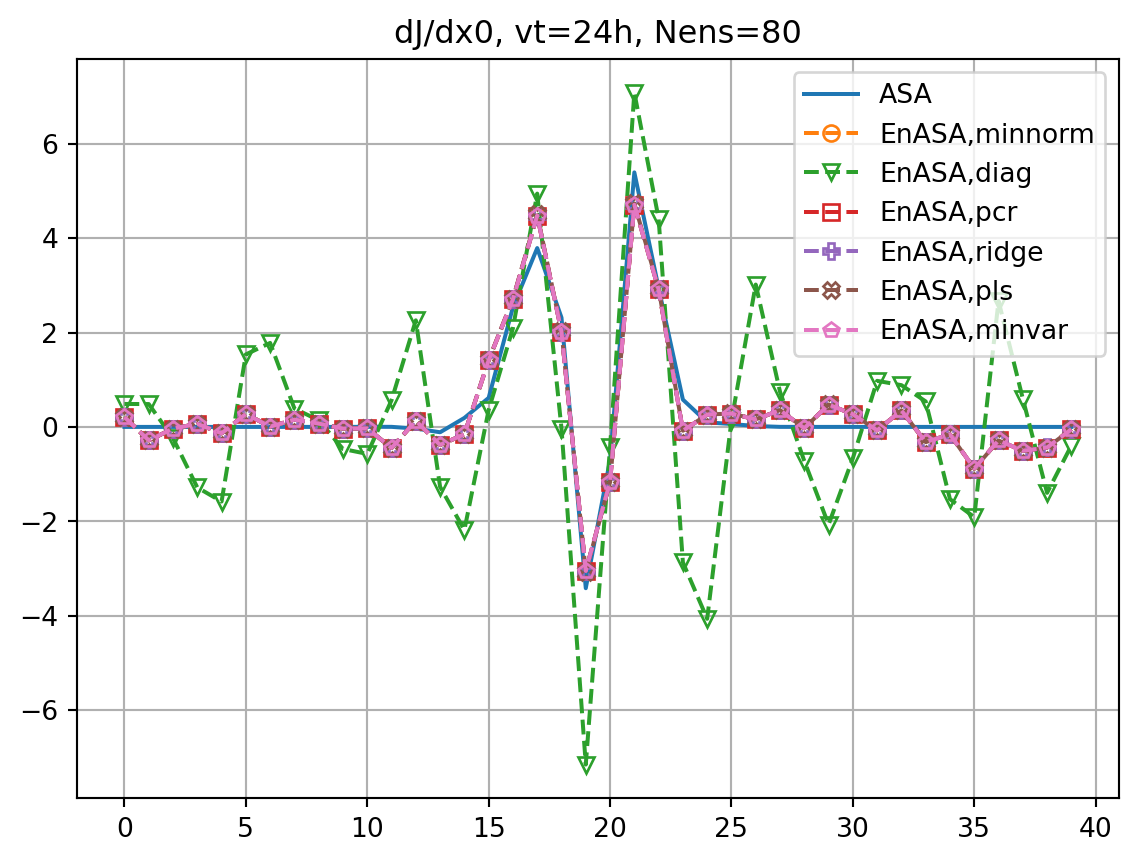 dJ/dx0, vt=24h, Nens=80
ASA
EnASA,minnorm
EnASA,diag
EnASA,pcr
EnASA,ridge
EnASA,pls
EnASA,minvar
6
4
2
0
−2
−4
−6
0 5 10 15 20 25 30 35 40